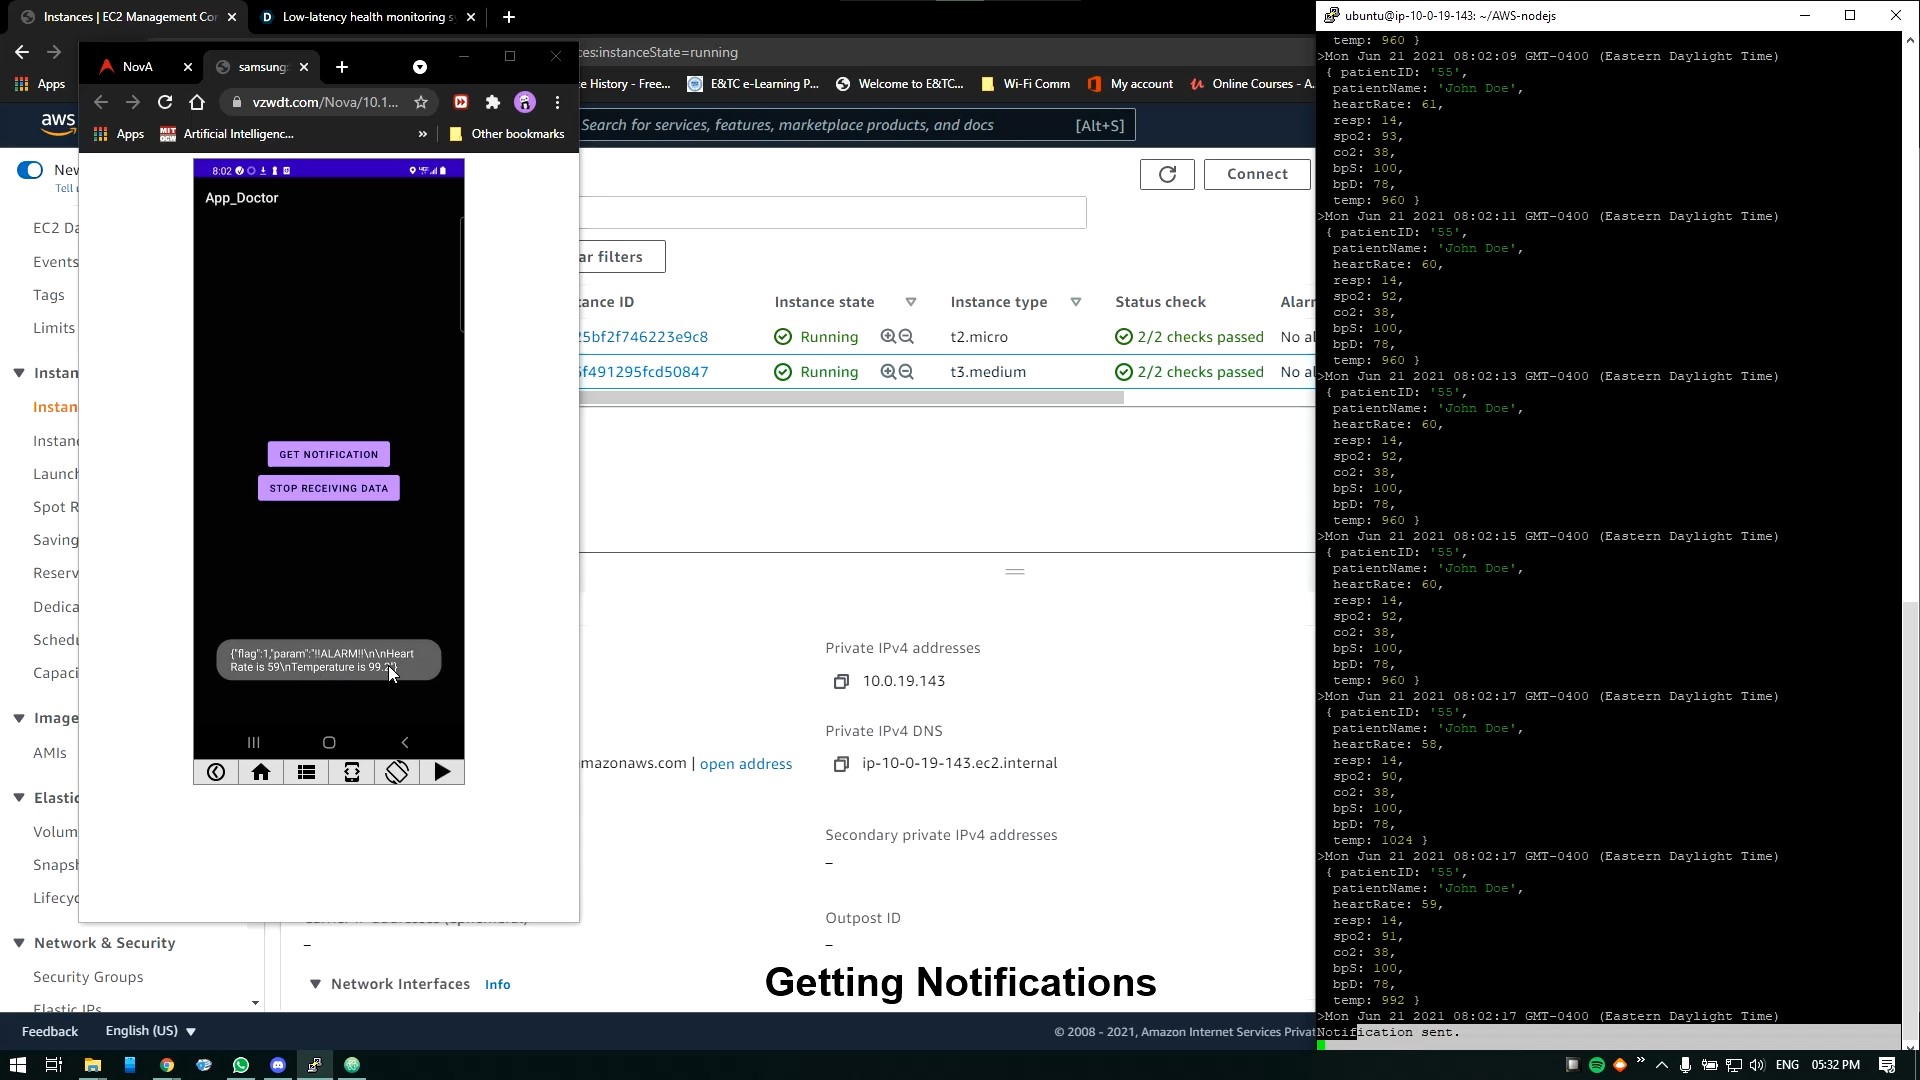 Instances | EC2 Management Con
Low-latency health monitoring s
ubuntu@ip-10-0-19-143: ~/AWS-nodejs
ces:instanceState=running
Apps
e History - Free...
E&TC e-Learning P...
Welcome to E&TC...
Wi-Fi Comm
My account
Online Courses - A
NovA
samsung
vzwdt.com/Nova/10.1...
Apps
Artificial Intelligenc...
»
Other bookmarks
aws
Search for services, features, marketplace products, and docs
[Alt+S]
New
Tell
EC2 Da
Events
Tags
Limits
Instan
Instan
Instan
Launch
Spot R
Saving
Reserv
Dedica
Schedu
Capaci
Image
AMIs
Elastic
Volum
Snapsh
Lifecyc
Network & Security
Security Groups
Elastic IPs
8:02
App_Doctor
GET NOTIFICATION
STOP RECEIVING DATA
{"flag":1,"param":"!!ALARM!!\n\nHeart
Rate is 59\nTemperature is 99.2"}
Connect
ar filters
tance ID
Instance state
Instance type
Status check
Alarm
25bf2f746223e9c8
Running
t2.micro
2/2 checks passed
No al
6f491295fcd50847
Running
t3.medium
2/2 checks passed
No al
Private IPv4 addresses
10.0.19.143
Private IPv4 DNS
mazonaws.com | open address
ip-10-0-19-143.ec2.internal
Secondary private IPv4 addresses
–
Outpost ID
–
–
Network Interfaces Info
Getting Notifications
Feedback
English (US)
© 2008 - 2021, Amazon Internet Services Privat
temp: 960 }
>Mon Jun 21 2021 08:02:09 GMT-0400 (Eastern Daylight Time)
{ patientID: '55',
patientName: 'John Doe',
heartRate: 61,
resp: 14,
spo2: 93,
co2: 38,
bpS: 100,
bpD: 78,
temp: 960 }
>Mon Jun 21 2021 08:02:11 GMT-0400 (Eastern Daylight Time)
{ patientID: '55',
patientName: 'John Doe',
heartRate: 60,
resp: 14,
spo2: 92,
co2: 38,
bpS: 100,
bpD: 78,
temp: 960 }
>Mon Jun 21 2021 08:02:13 GMT-0400 (Eastern Daylight Time)
{ patientID: '55',
patientName: 'John Doe',
heartRate: 60,
resp: 14,
spo2: 92,
co2: 38,
bpS: 100,
bpD: 78,
temp: 960 }
>Mon Jun 21 2021 08:02:15 GMT-0400 (Eastern Daylight Time)
{ patientID: '55',
patientName: 'John Doe',
heartRate: 60,
resp: 14,
spo2: 92,
co2: 38,
bpS: 100,
bpD: 78,
temp: 960 }
>Mon Jun 21 2021 08:02:17 GMT-0400 (Eastern Daylight Time)
{ patientID: '55',
patientName: 'John Doe',
heartRate: 58,
resp: 14,
spo2: 90,
co2: 38,
bpS: 100,
bpD: 78,
temp: 1024 }
>Mon Jun 21 2021 08:02:17 GMT-0400 (Eastern Daylight Time)
{ patientID: '55',
patientName: 'John Doe',
heartRate: 59,
resp: 14,
spo2: 91,
co2: 38,
bpS: 100,
bpD: 78,
temp: 992 }
>Mon Jun 21 2021 08:02:17 GMT-0400 (Eastern Daylight Time)
Notification sent.
ENG
05:32 PM